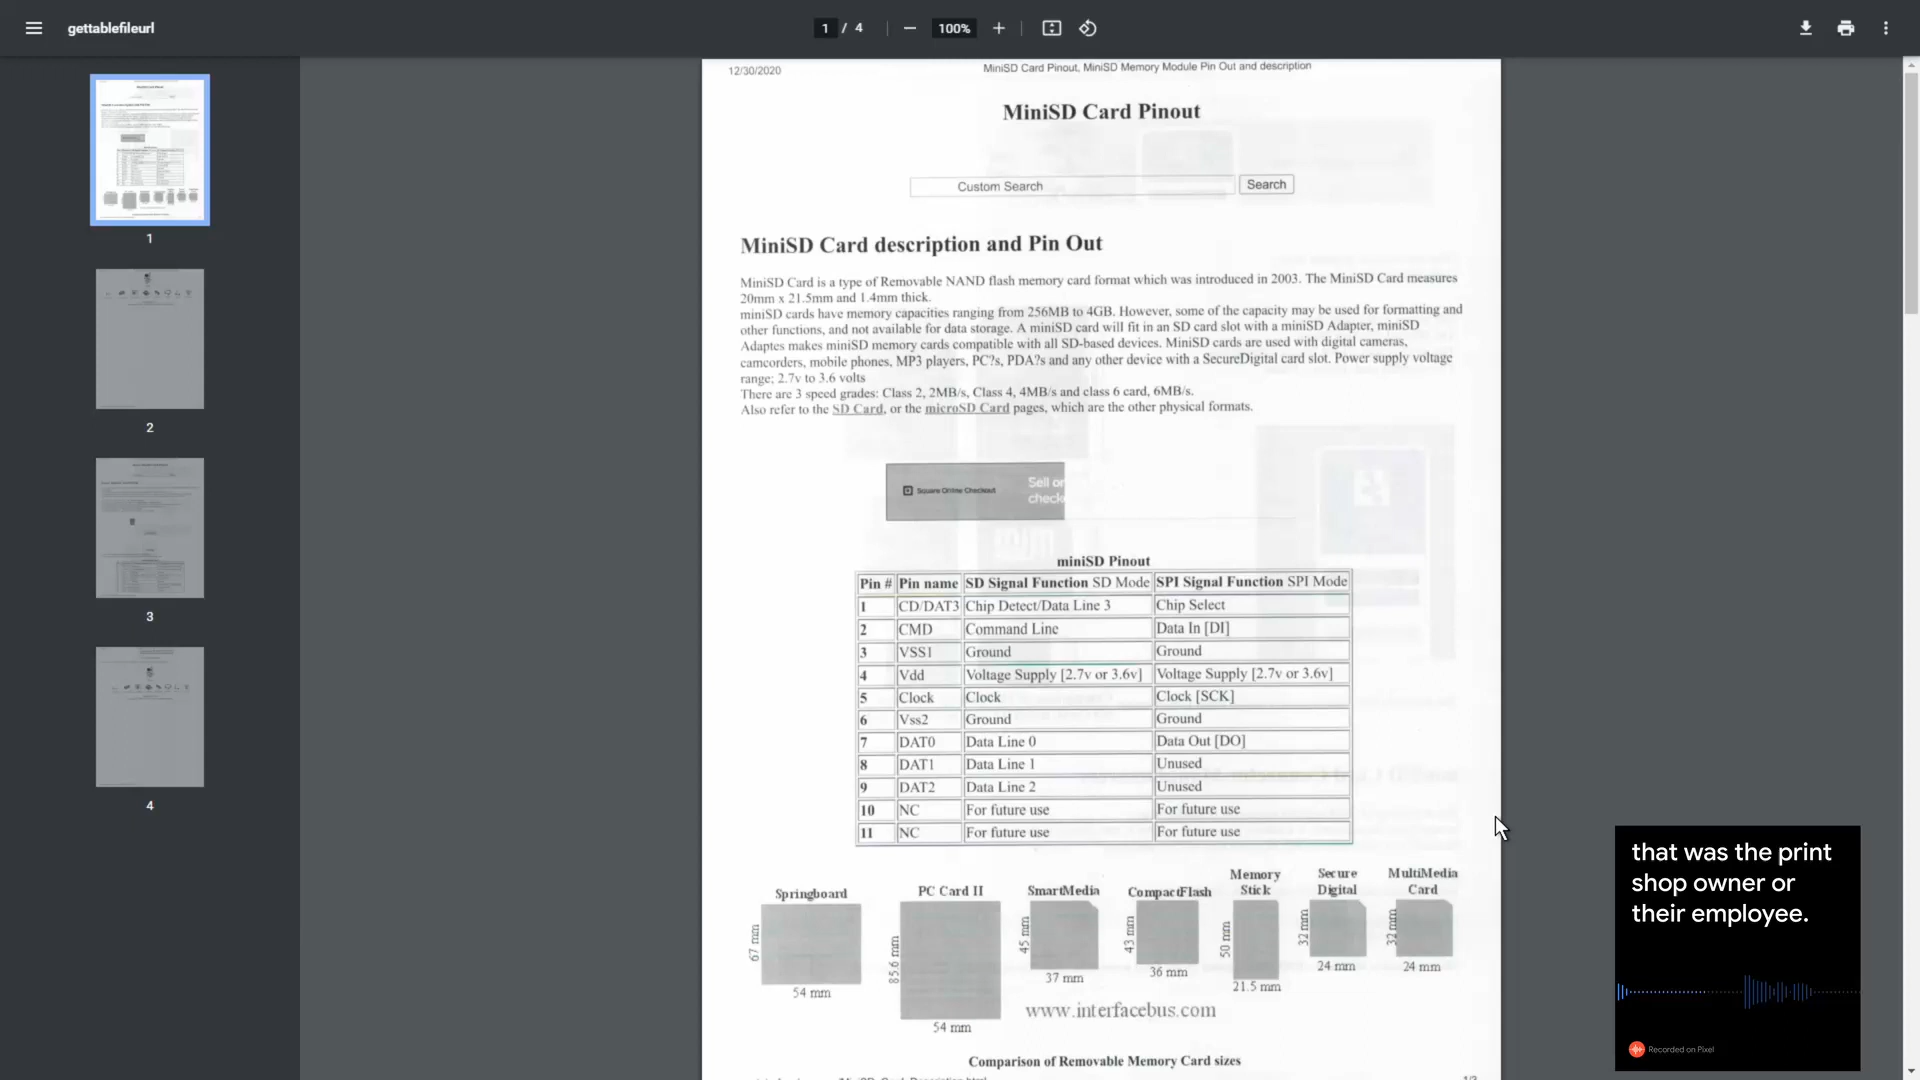 gettablefileurl
1 / 4
100%
1
2
3
4
12/30/2020
MiniSD Card Pinout, MiniSD Memory Module Pin Out and description
MiniSD Card Pinout
Custom Search
Search
MiniSD Card description and Pin Out
MiniSD Card is a type of Removable NAND flash memory card format which was introduced in 2003. The MiniSD Card measures
20mm x 21.5mm and 1.4mm thick.
miniSD cards have memory capacities ranging from 256MB to 4GB. However, some of the capacity may be used for formatting and
other functions, and not available for data storage. A miniSD card will fit in an SD card slot with a miniSD Adapter, miniSD
Adaptes makes miniSD memory cards compatible with all SD-based devices. MiniSD cards are used with digital cameras,
camcorders, mobile phones, MP3 players, PC?s, PDA?s and any other device with a SecureDigital card slot. Power supply voltage
range; 2.7v to 3.6 volts
There are 3 speed grades: Class 2, 2MB/s, Class 4, 4MB/s and class 6 card, 6MB/s.
Also refer to the SD Card, or the microSD Card pages, which are the other physical formats.
Square Online Checkout
Sell or
check
miniSD Pinout
Pin # Pin name SD Signal Function SD Mode SPI Signal Function SPI Mode
1 CD/DAT3 Chip Detect/Data Line 3 Chip Select
2 CMD Command Line Data In [DI]
3 VSS1 Ground Ground
4 Vdd Voltage Supply [2.7v or 3.6v] Voltage Supply [2.7v or 3.6v]
5 Clock Clock Clock [SCK]
6 Vss2 Ground Ground
7 DAT0 Data Line 0 Data Out [DO]
8 DAT1 Data Line 1 Unused
9 DAT2 Data Line 2 Unused
10 NC For future use For future use
11 NC For future use For future use
Springboard
67 mm
54 mm
PC Card II
85.6 mm
54 mm
SmartMedia
45 mm
37 mm
CompactFlash
43 mm
36 mm
Memory
Stick
50 mm
21.5 mm
Secure
Digital
32 mm
24 mm
MultiMedia
Card
32 mm
24 mm
www.interfacebus.com
Comparison of Removable Memory Card sizes
that was the print
shop owner or
their employee.
Recorded on Pixel